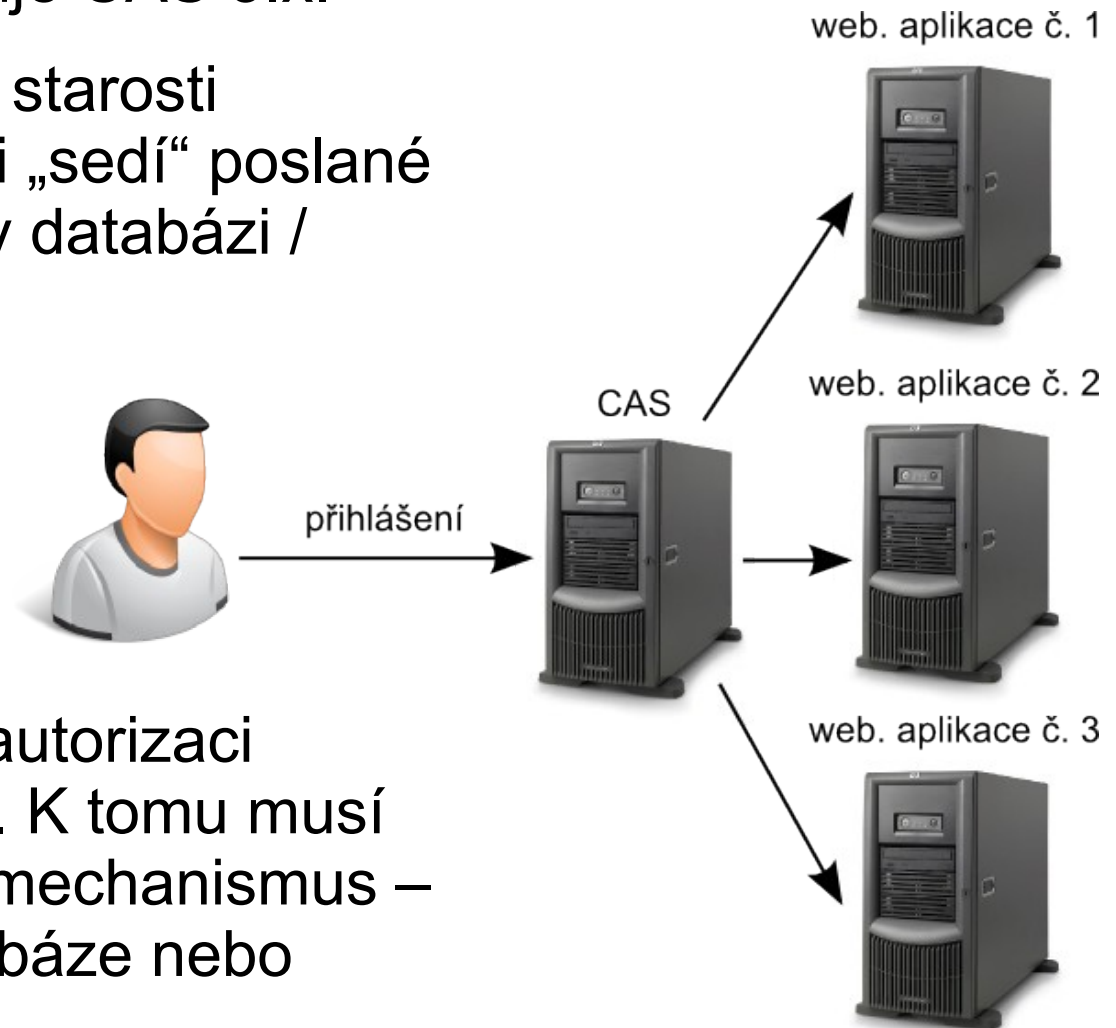 web. aplikace č. 1
starosti
i „sedí“ poslané
databázi /
CAS
web. aplikace č. 2
přihlášení
autorizaci
web. aplikace č. 3
. K tomu musí
mechanismus –
báze nebo